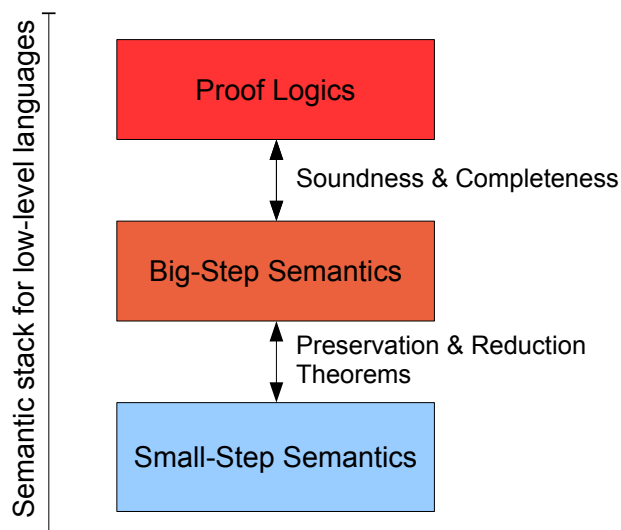 Semantic stack for low-level languages
Proof Logics
Soundness & Completeness
Big-Step Semantics
Preservation & Reduction
Theorems
Small-Step Semantics